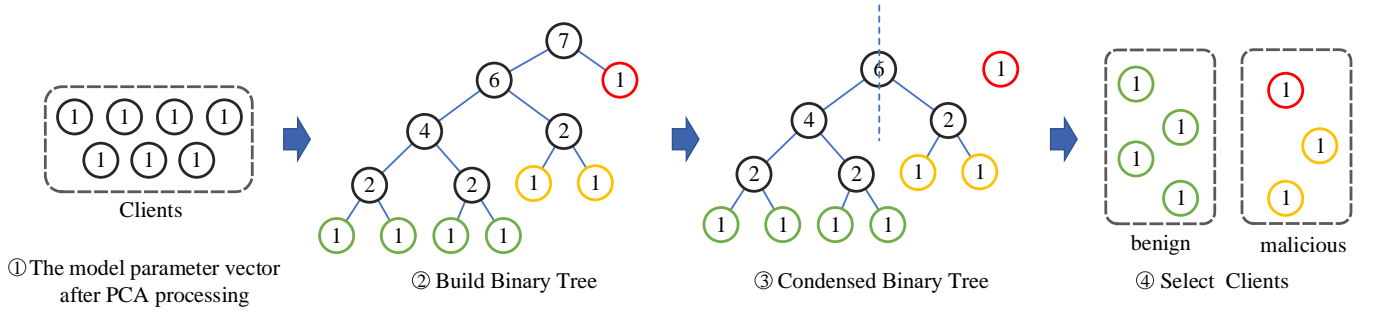 1 1 1 1
1 1 1
Clients
① The model parameter vector
after PCA processing
7
6 1
4 2
2 2 1 1
1 1 1 1
② Build Binary Tree
6 1
4 2
2 2 1 1
1 1 1 1
③ Condensed Binary Tree
1
1
1
1
benign
1
1
1
malicious
④ Select Clients